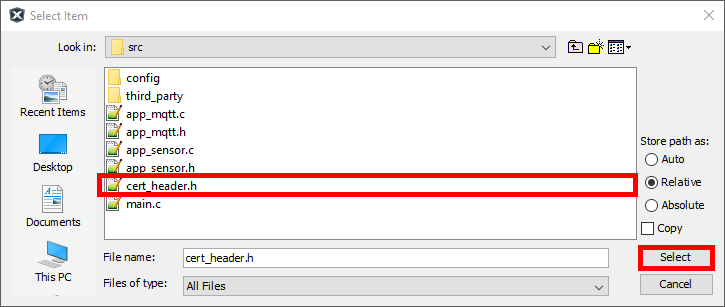 Select Item
Look in:
src
Recent Items
Desktop
Documents
This PC
config
third_party
app_mqtt.c
app_mqtt.h
app_sensor.c
app_sensor.h
cert_header.h
main.c
Store path as:
Auto
Relative
Absolute
Copy
File name: cert_header.h
Select
Files of type: All Files
Cancel